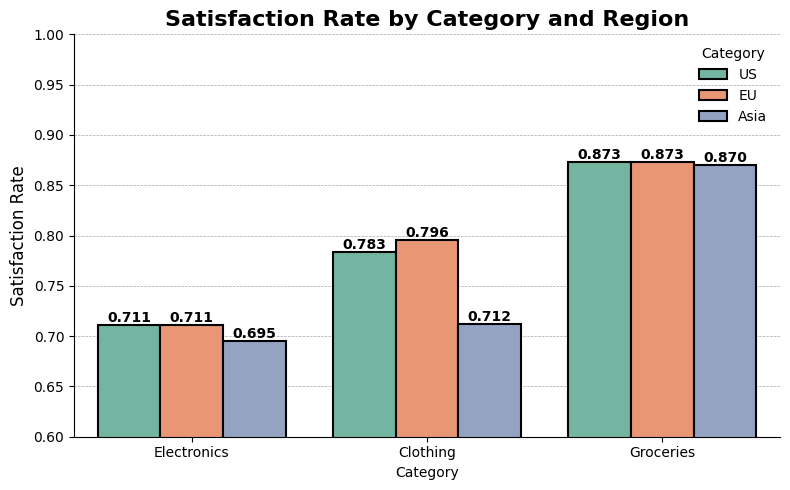 Satisfaction Rate by Category and Region
Satisfaction Rate
1.00
0.95
0.90
0.85
0.80
0.75
0.70
0.65
0.60
Category
US
EU
Asia
0.711
0.711
0.695
0.783
0.796
0.712
0.873
0.873
0.870
Electronics
Clothing
Groceries
Category